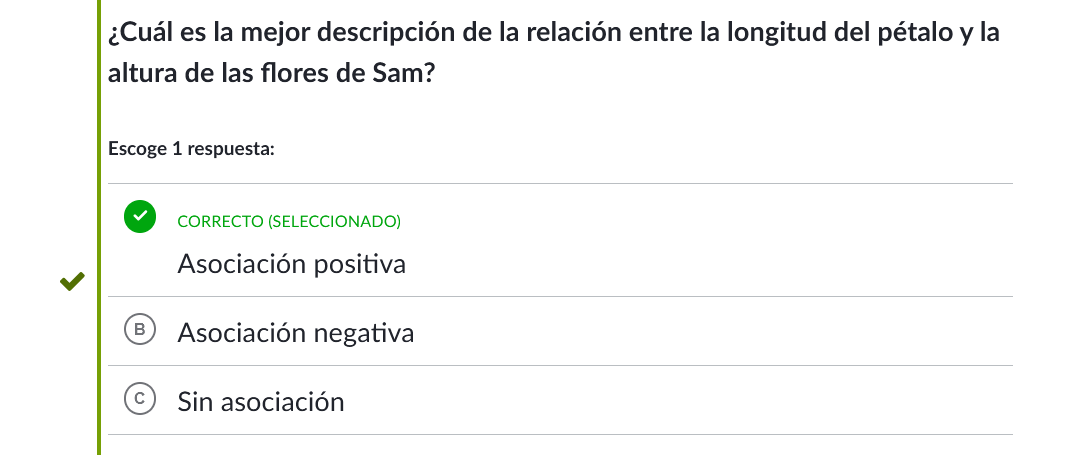 ¿Cuál es la mejor descripción de la relación entre la longitud del pétalo y la
altura de las flores de Sam?
Escoge 1 respuesta:
CORRECTO (SELECCIONADO)
Asociación positiva
B Asociación negativa
C Sin asociación